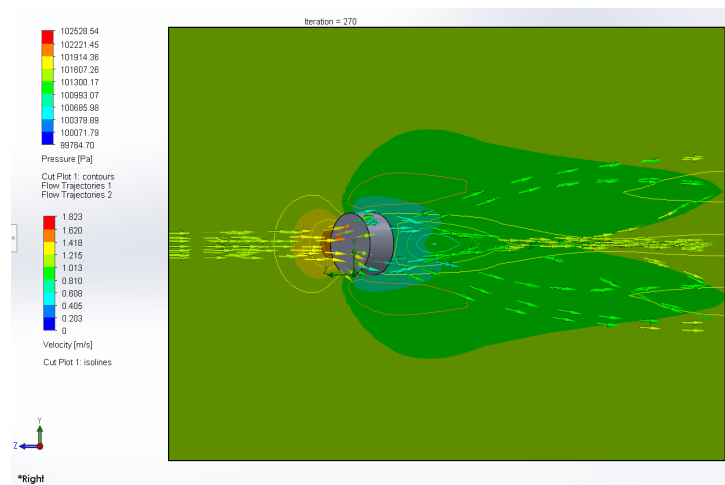 Iteration = 270
102528.54
102221.45
101914.36
101607.26
101300.17
100993.07
100685.98
100378.89
100071.79
99764.70
Pressure [Pa]
Cut Plot 1: contours
Flow Trajectories 1
Flow Trajectories 2
1.823
1.620
1.418
1.215
1.013
0.810
0.608
0.405
0.203
0
Velocity [m/s]
Cut Plot 1: isolines
Y
Z
*Right